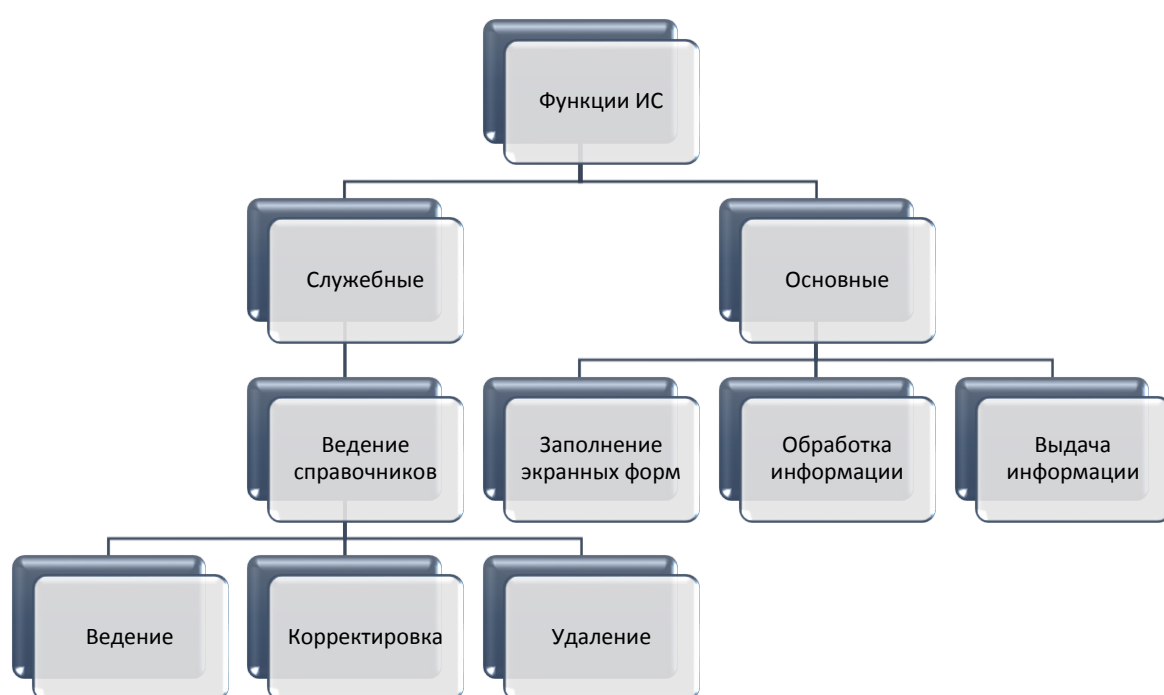 Функции ИС
Служебные
Основные
Ведение
справочников
Заполнение
экранных форм
Обработка
информации
Выдача
информации
Ведение
Корректировка
Удаление